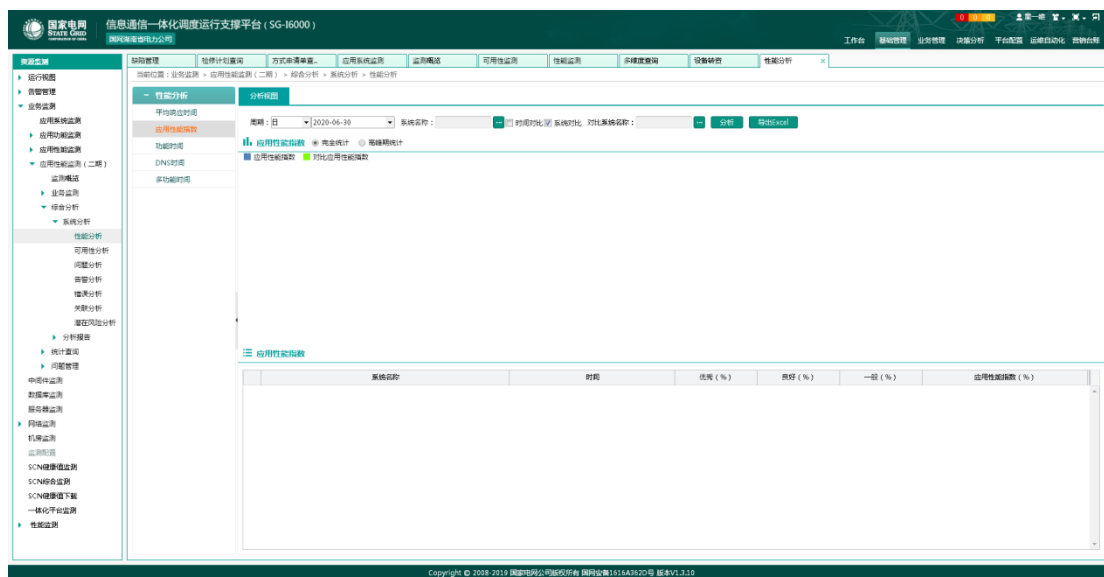 国家电网
STATE GRID
信息通信一体化调度运行支撑平台（SG-I6000）
国网湖南省电力公司
0 0 0
工作台 基础管理 业务管理 决策分析 平台配置 运维自动化 营销台账
资源监测
运行视图
告警管理
业务监测
应用系统监测
应用功能监测
应用性能监测
应用性能监测（二期）
监测概览
业务监测
综合分析
系统分析
性能分析
可用性分析
问题分析
告警分析
错误分析
关联分析
潜在风险分析
分析报告
统计查询
问题管理
中间件监测
数据库监测
服务器监测
网络监测
机房监测
监测配置
SCN健康值监测
SCN综合监测
SCN健康值下载
一体化平台监测
性能监测
缺陷管理 检修计划查询 方式申请单查.. 应用系统监测 监测概览 可用性监测 性能监测 多维度查询 设备转资 性能分析 ×
当前位置：业务监测 » 应用性能监测（二期） » 综合分析 » 系统分析 » 性能分析
性能分析
平均响应时间
应用性能指数
功能时间
DNS时间
多功能时间
分析视图
周期：日 2020-06-30 系统名称： 时间对比 系统对比 对比系统名称： 分析 导出Excel
应用性能指数 完全统计 高峰期统计
应用性能指数 对比应用性能指数
应用性能指数
系统名称 时间 优秀（%） 良好（%） 一般（%） 应用性能指数（%）
Copyright © 2008-2019 国家电网公司版权所有 国网安备1616A362D号 版本V1.3.10